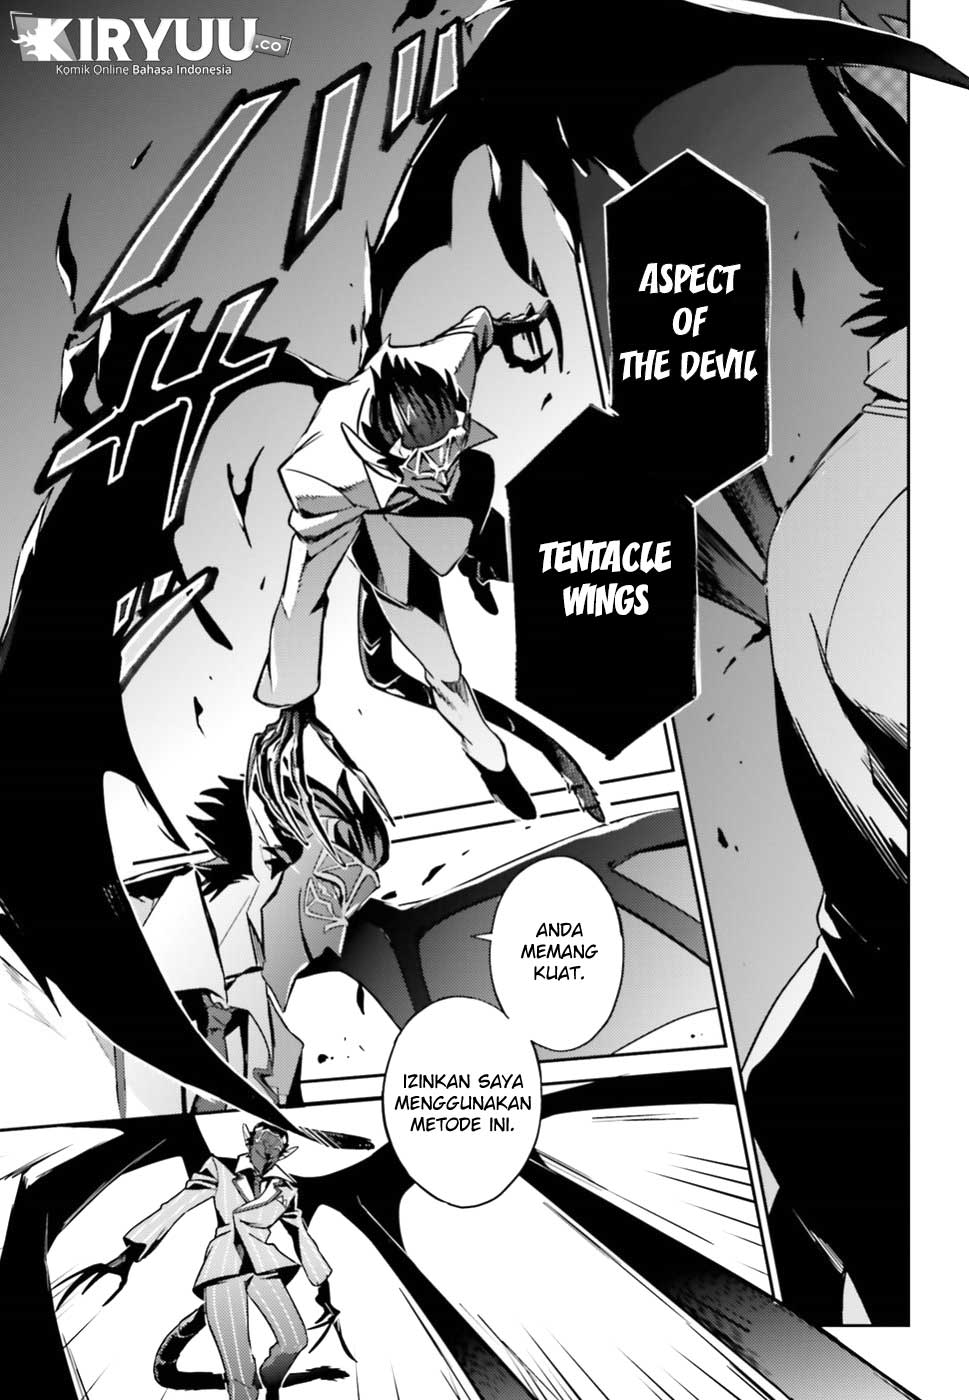 KIRYUU.co
Komik Online Bahasa Indonesia
ASPECT
OF
THE DEVIL
TENTACLE
WINGS
ANDA
MEMANG
KUAT.
IZINKAN SAYA
MENGGUNAKAN
METODE INI.